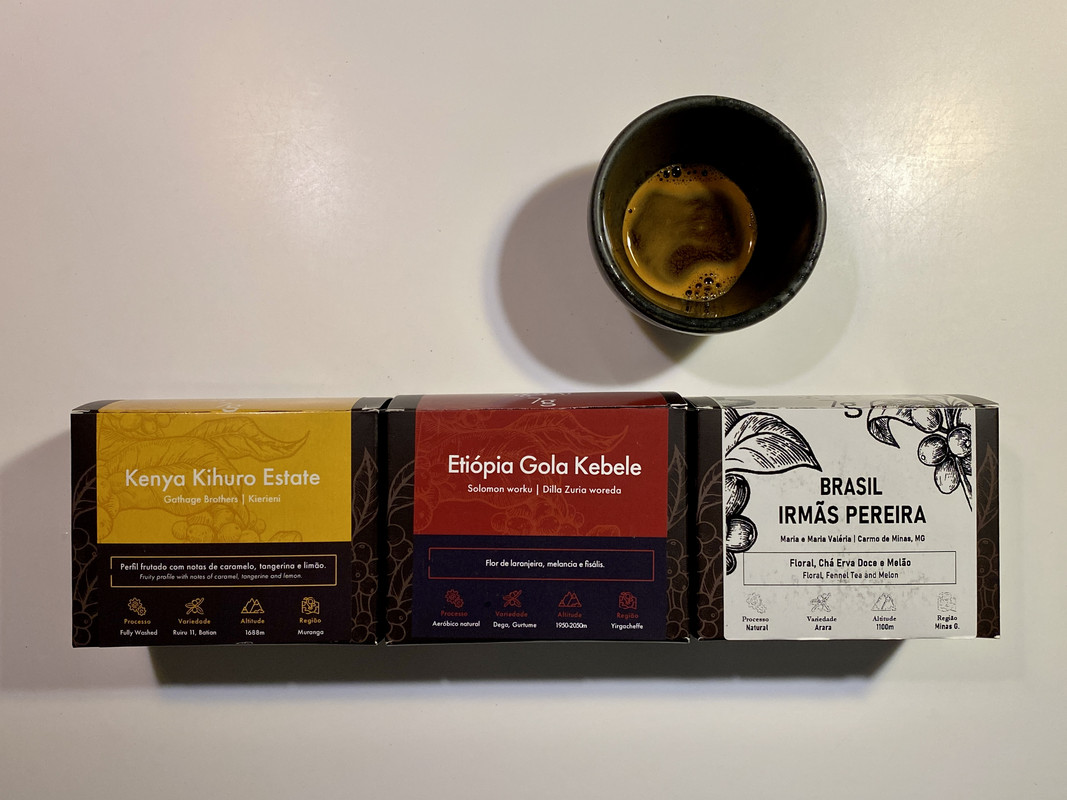 Kenya Kihuro Estate
Gathage Brothers | Kierieni
Perfil frutado com notas de caramelo, tangerina e limão.
Fruity profile with notes of caramel, tangerine and lemon.
Processo Variedade Altitude Região
Fully Washed Ruiru 11, Batian 1688m Muranga
Etiópia Gola Kebele
Solomon worku | Dilla Zuria woreda
Flor de laranjeira, melancia e fisális.
Processo Variedade Altitude Região
Aeróbico natural Dega, Gurtume 1950-2050m Yirgacheffe
BRASIL
IRMÃS PEREIRA
Maria e Maria Valéria | Carmo de Minas, MG
Floral, Chá Erva Doce e Melão
Floral, Fennel Tea and Melon
Processo Variedade Altitude Região
Natural Arara 1100m Minas G.